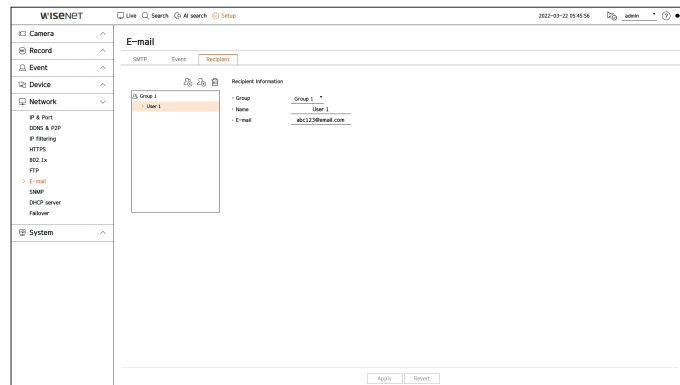 WISENET
Live Search AI search Setup
2022-03-22 05:45:56 admin
Camera
Record
Event
Device
Network
IP & Port
DDNS & P2P
IP filtering
HTTPS
802.1x
FTP
> E-mail
SNMP
DHCP server
Failover
System
E-mail
SMTP Event Recipient
Group 1
User 1
Recipient Information
· Group Group 1
· Name User 1
· E-mail abc123@email.com
Apply Revert